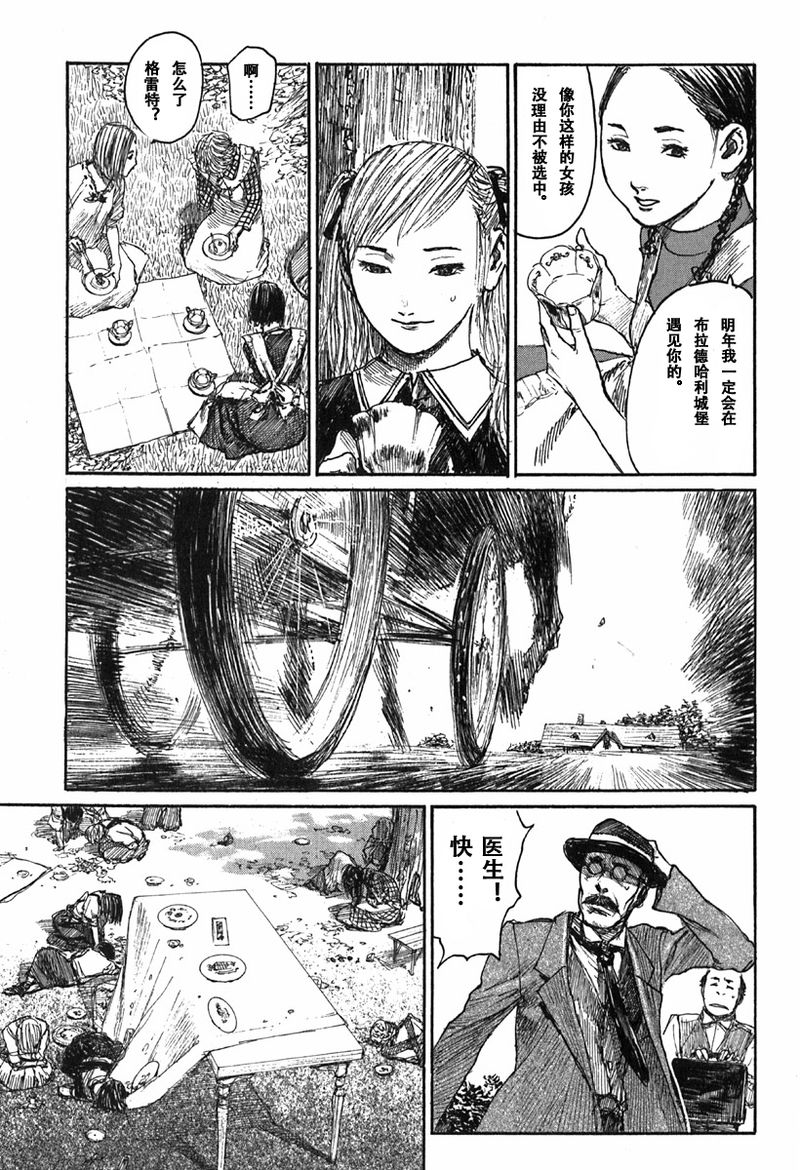 像你这样的女孩
没理由不被选中。
明年我一定会在
布拉德哈利城堡
遇见你的。
啊
……
怎么了
格雷特？
医生！
快……